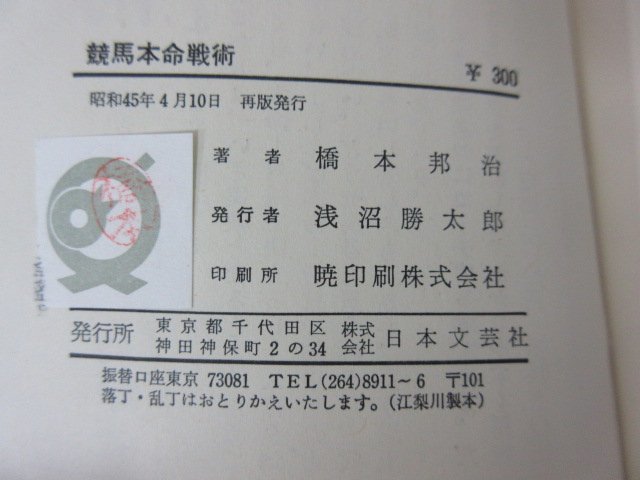 競馬本命戦術
¥ 300
昭和45年4月10日 再版発行
著者 橋本邦治
発行者 浅沼勝太郎
印刷所 暁印刷株式会社
発行所 東京都千代田区神田神保町2の34 株式会社 日本文芸社
振替口座東京 73081 TEL(264)8911〜6 〒101
落丁・乱丁はおとりかえいたします。(江梨川製本)